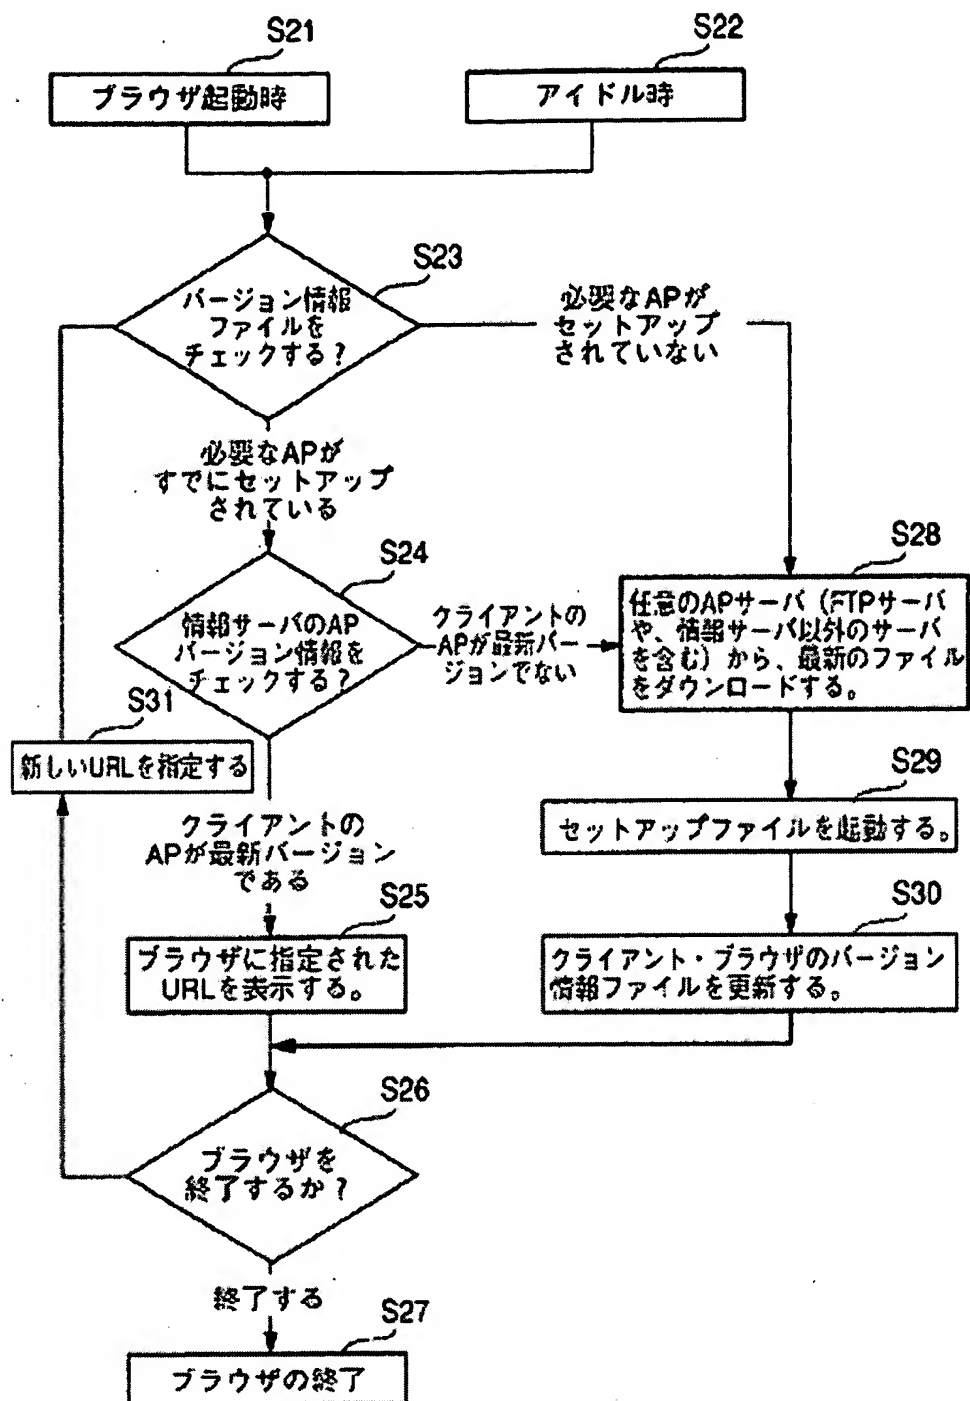 S21
ブラウザ起動時
S22
アイドル時
S23
バージョン情報
ファイルを
チェックする?
必要なAPが
セットアップ
されていない
必要なAPが
すでにセットアップ
されている
S24
情報サーバのAP
バージョン情報を
チェックする?
クライアントの
APが最新バー
ジョンでない
S28
任意のAPサーバ(FTPサーバ
や、情報サーバ以外のサーバ
を含む)から、最新のファイル
をダウンロードする。
S31
新しいURLを指定する
S29
セットアップファイルを起動する。
クライアントの
APが最新バージョン
である
S25
ブラウザに指定された
URLを表示する。
S30
クライアント・ブラウザのバージョン
情報ファイルを更新する。
S26
ブラウザを
終了するか?
終了する
S27
ブラウザの終了